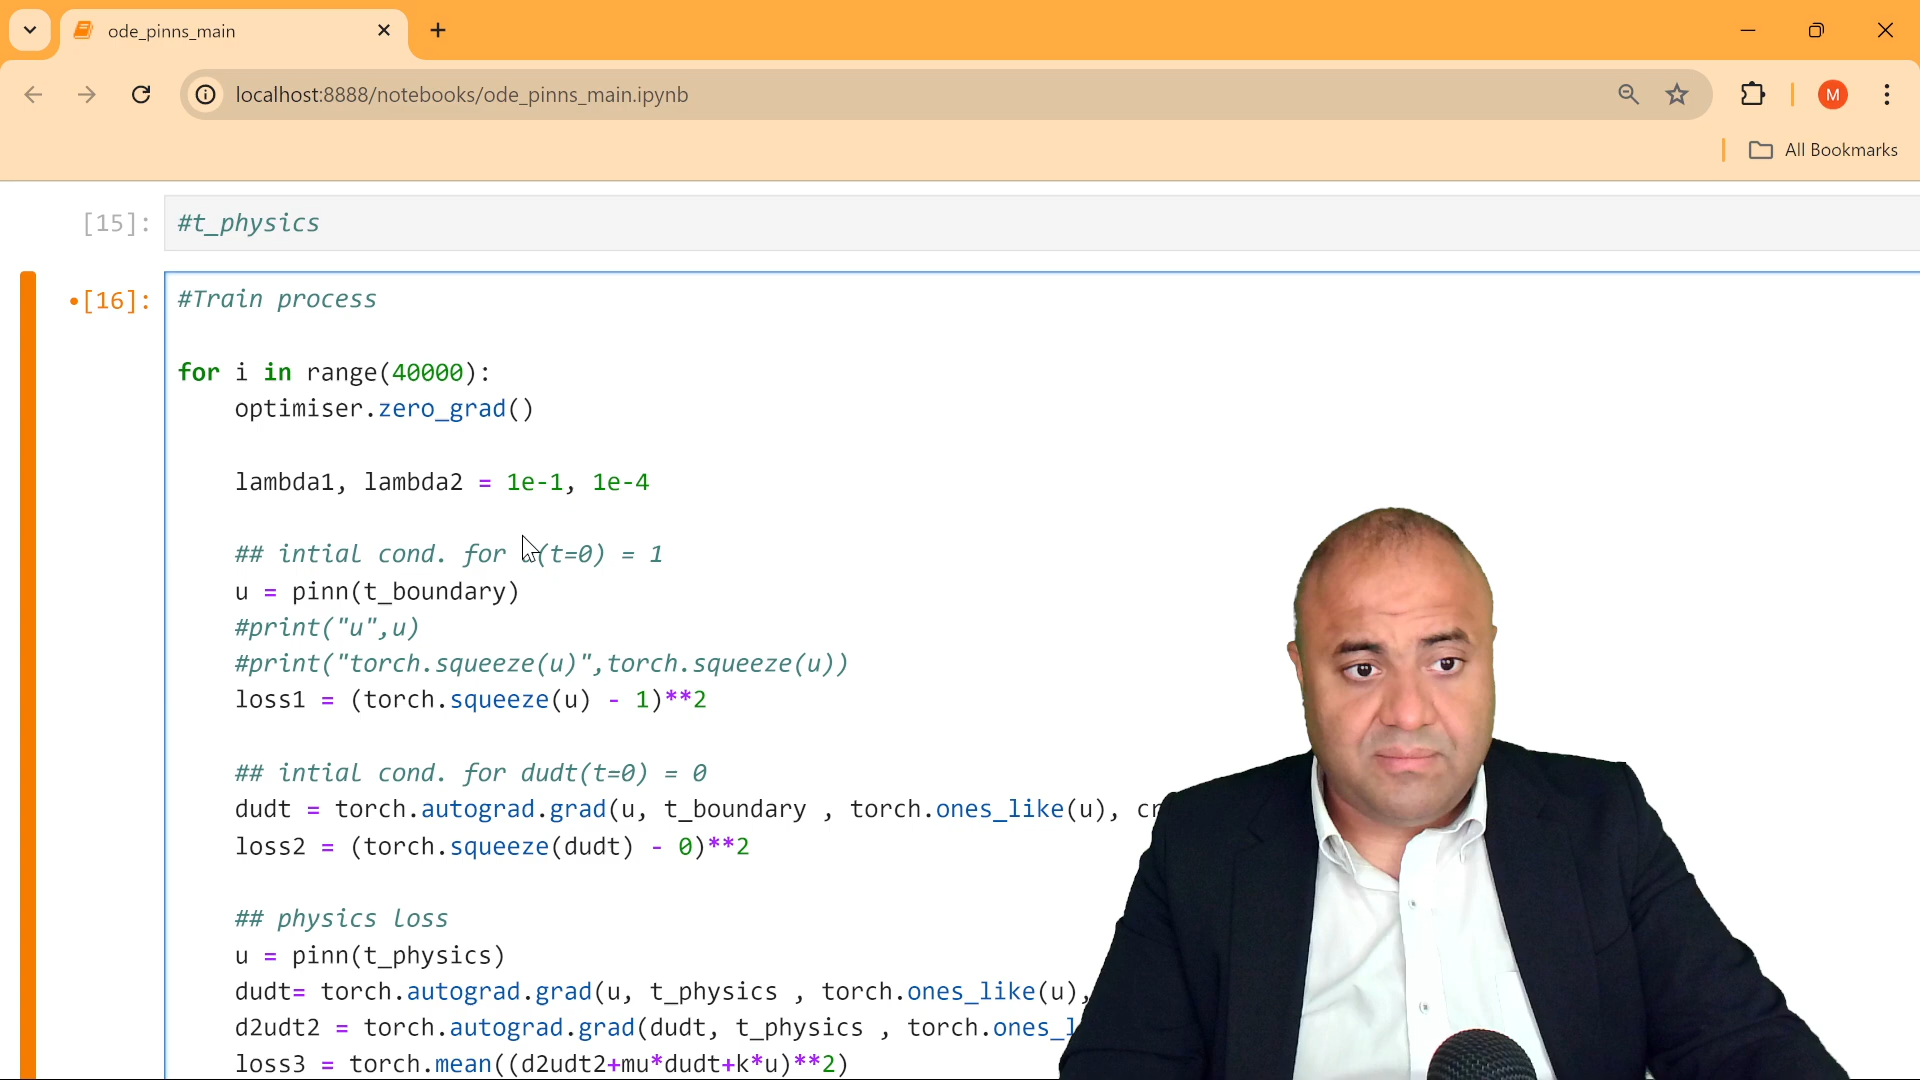 ode_pinns_main
localhost:8888/notebooks/ode_pinns_main.ipynb
M
All Bookmarks
[15]:
#t_physics
•[16]:
#Train process
for i in range(40000):
optimiser.zero_grad()
lambda1, lambda2 = 1e-1, 1e-4
## intial cond. for (t=0) = 1
u = pinn(t_boundary)
#print("u",u)
#print("torch.squeeze(u)",torch.squeeze(u))
loss1 = (torch.squeeze(u) - 1)**2
## intial cond. for dudt(t=0) = 0
dudt = torch.autograd.grad(u, t_boundary , torch.ones_like(u), cr
loss2 = (torch.squeeze(dudt) - 0)**2
## physics loss
u = pinn(t_physics)
dudt= torch.autograd.grad(u, t_physics , torch.ones_like(u),
d2udt2 = torch.autograd.grad(dudt, t_physics , torch.ones_l
loss3 = torch.mean((d2udt2+mu*dudt+k*u)**2)